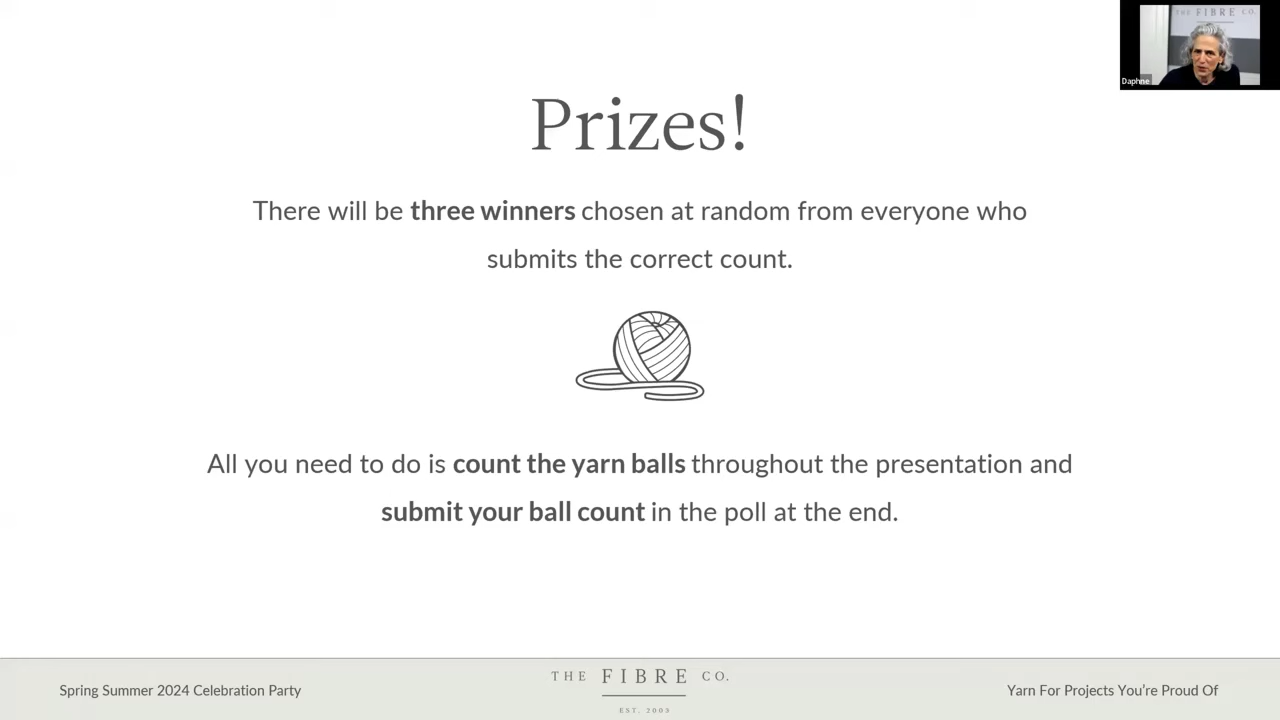 THE FIBRE CO.
Daphne
Prizes!
There will be three winners chosen at random from everyone who
submits the correct count.
All you need to do is count the yarn balls throughout the presentation and
submit your ball count in the poll at the end.
Spring Summer 2024 Celebration Party
THE FIBRE CO.
EST. 2003
Yarn For Projects You’re Proud Of